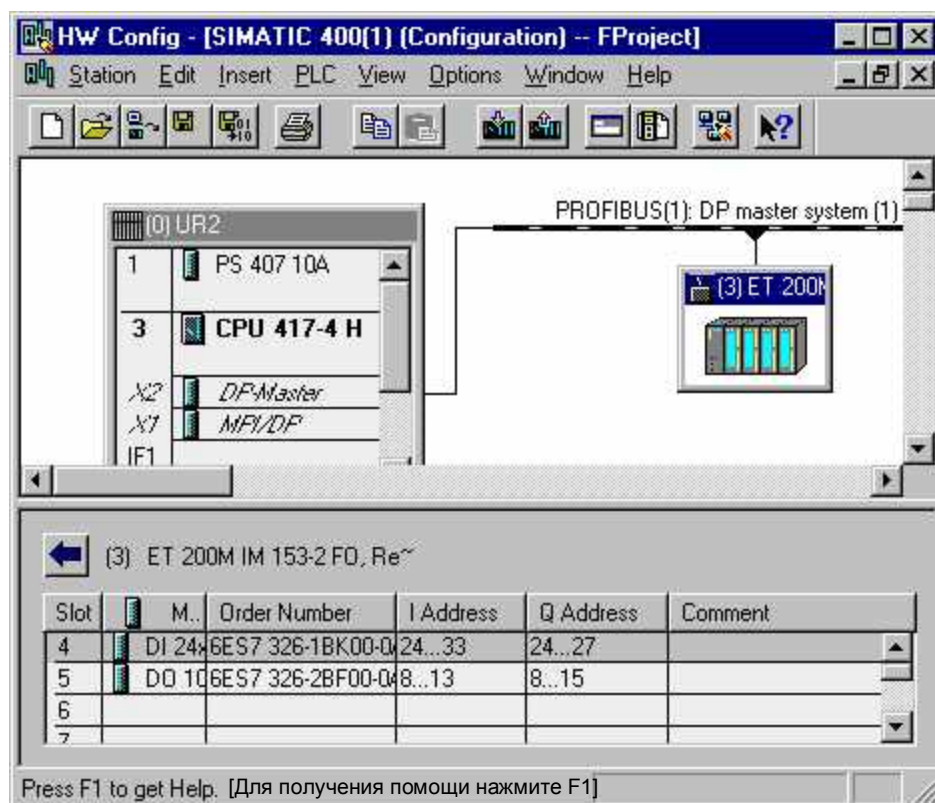 HW Config - [SIMATIC 400(1) (Configuration) -- FProject]
Station Edit Insert PLC View Options Window Help
PROFIBUS(1): DP master system (1)
(0) UR2
1 PS 407 10A
(3) ET 200M
3 CPU 417-4 H
X2 DP-Master
X1 MPI/DP
IF1
(3) ET 200M IM 153-2 FO, Re~
Slot M.. Order Number I Address Q Address Comment
4 DI 24x 6ES7 326-1BK00-0 24...33 24...27
5 DO 10 6ES7 326-2BF00-0 8...13 8...15
6
7
Press F1 to get Help. [Для получения помощи нажмите F1]